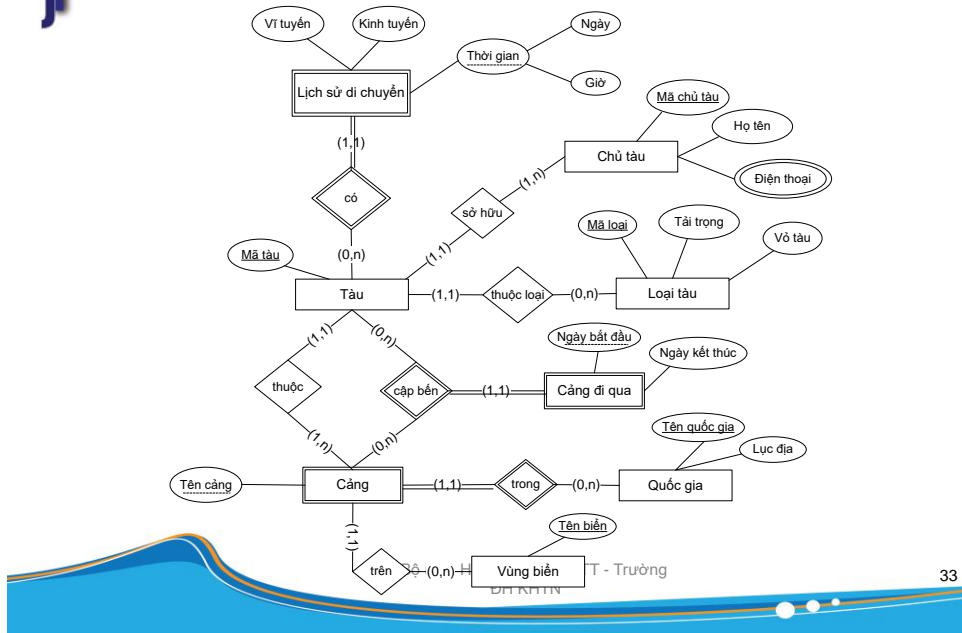 Vĩ tuyến
Kinh tuyến
Ngày
Thời gian
Giờ
Lịch sử di chuyển
(1,1)
Mã chủ tàu
Họ tên
Chủ tàu
Điện thoại
(1,n)
có
sở hữu
(1,1)
(0,n)
Mã tàu
Mã loại
Tải trọng
Vỏ tàu
Tàu
(1,1)
thuộc loại
(0,n)
Loại tàu
(1,1)
(0,n)
Ngày bắt đầu
Ngày kết thúc
thuộc
cập bến
(1,1)
Cảng đi qua
(1,n)
(0,n)
Tên quốc gia
Lục địa
Tên cảng
Cảng
(1,1)
trong
(0,n)
Quốc gia
(1,1)
Tên biển
trên
(0,n)
Vùng biển
- Trường
ĐH KHTN
33